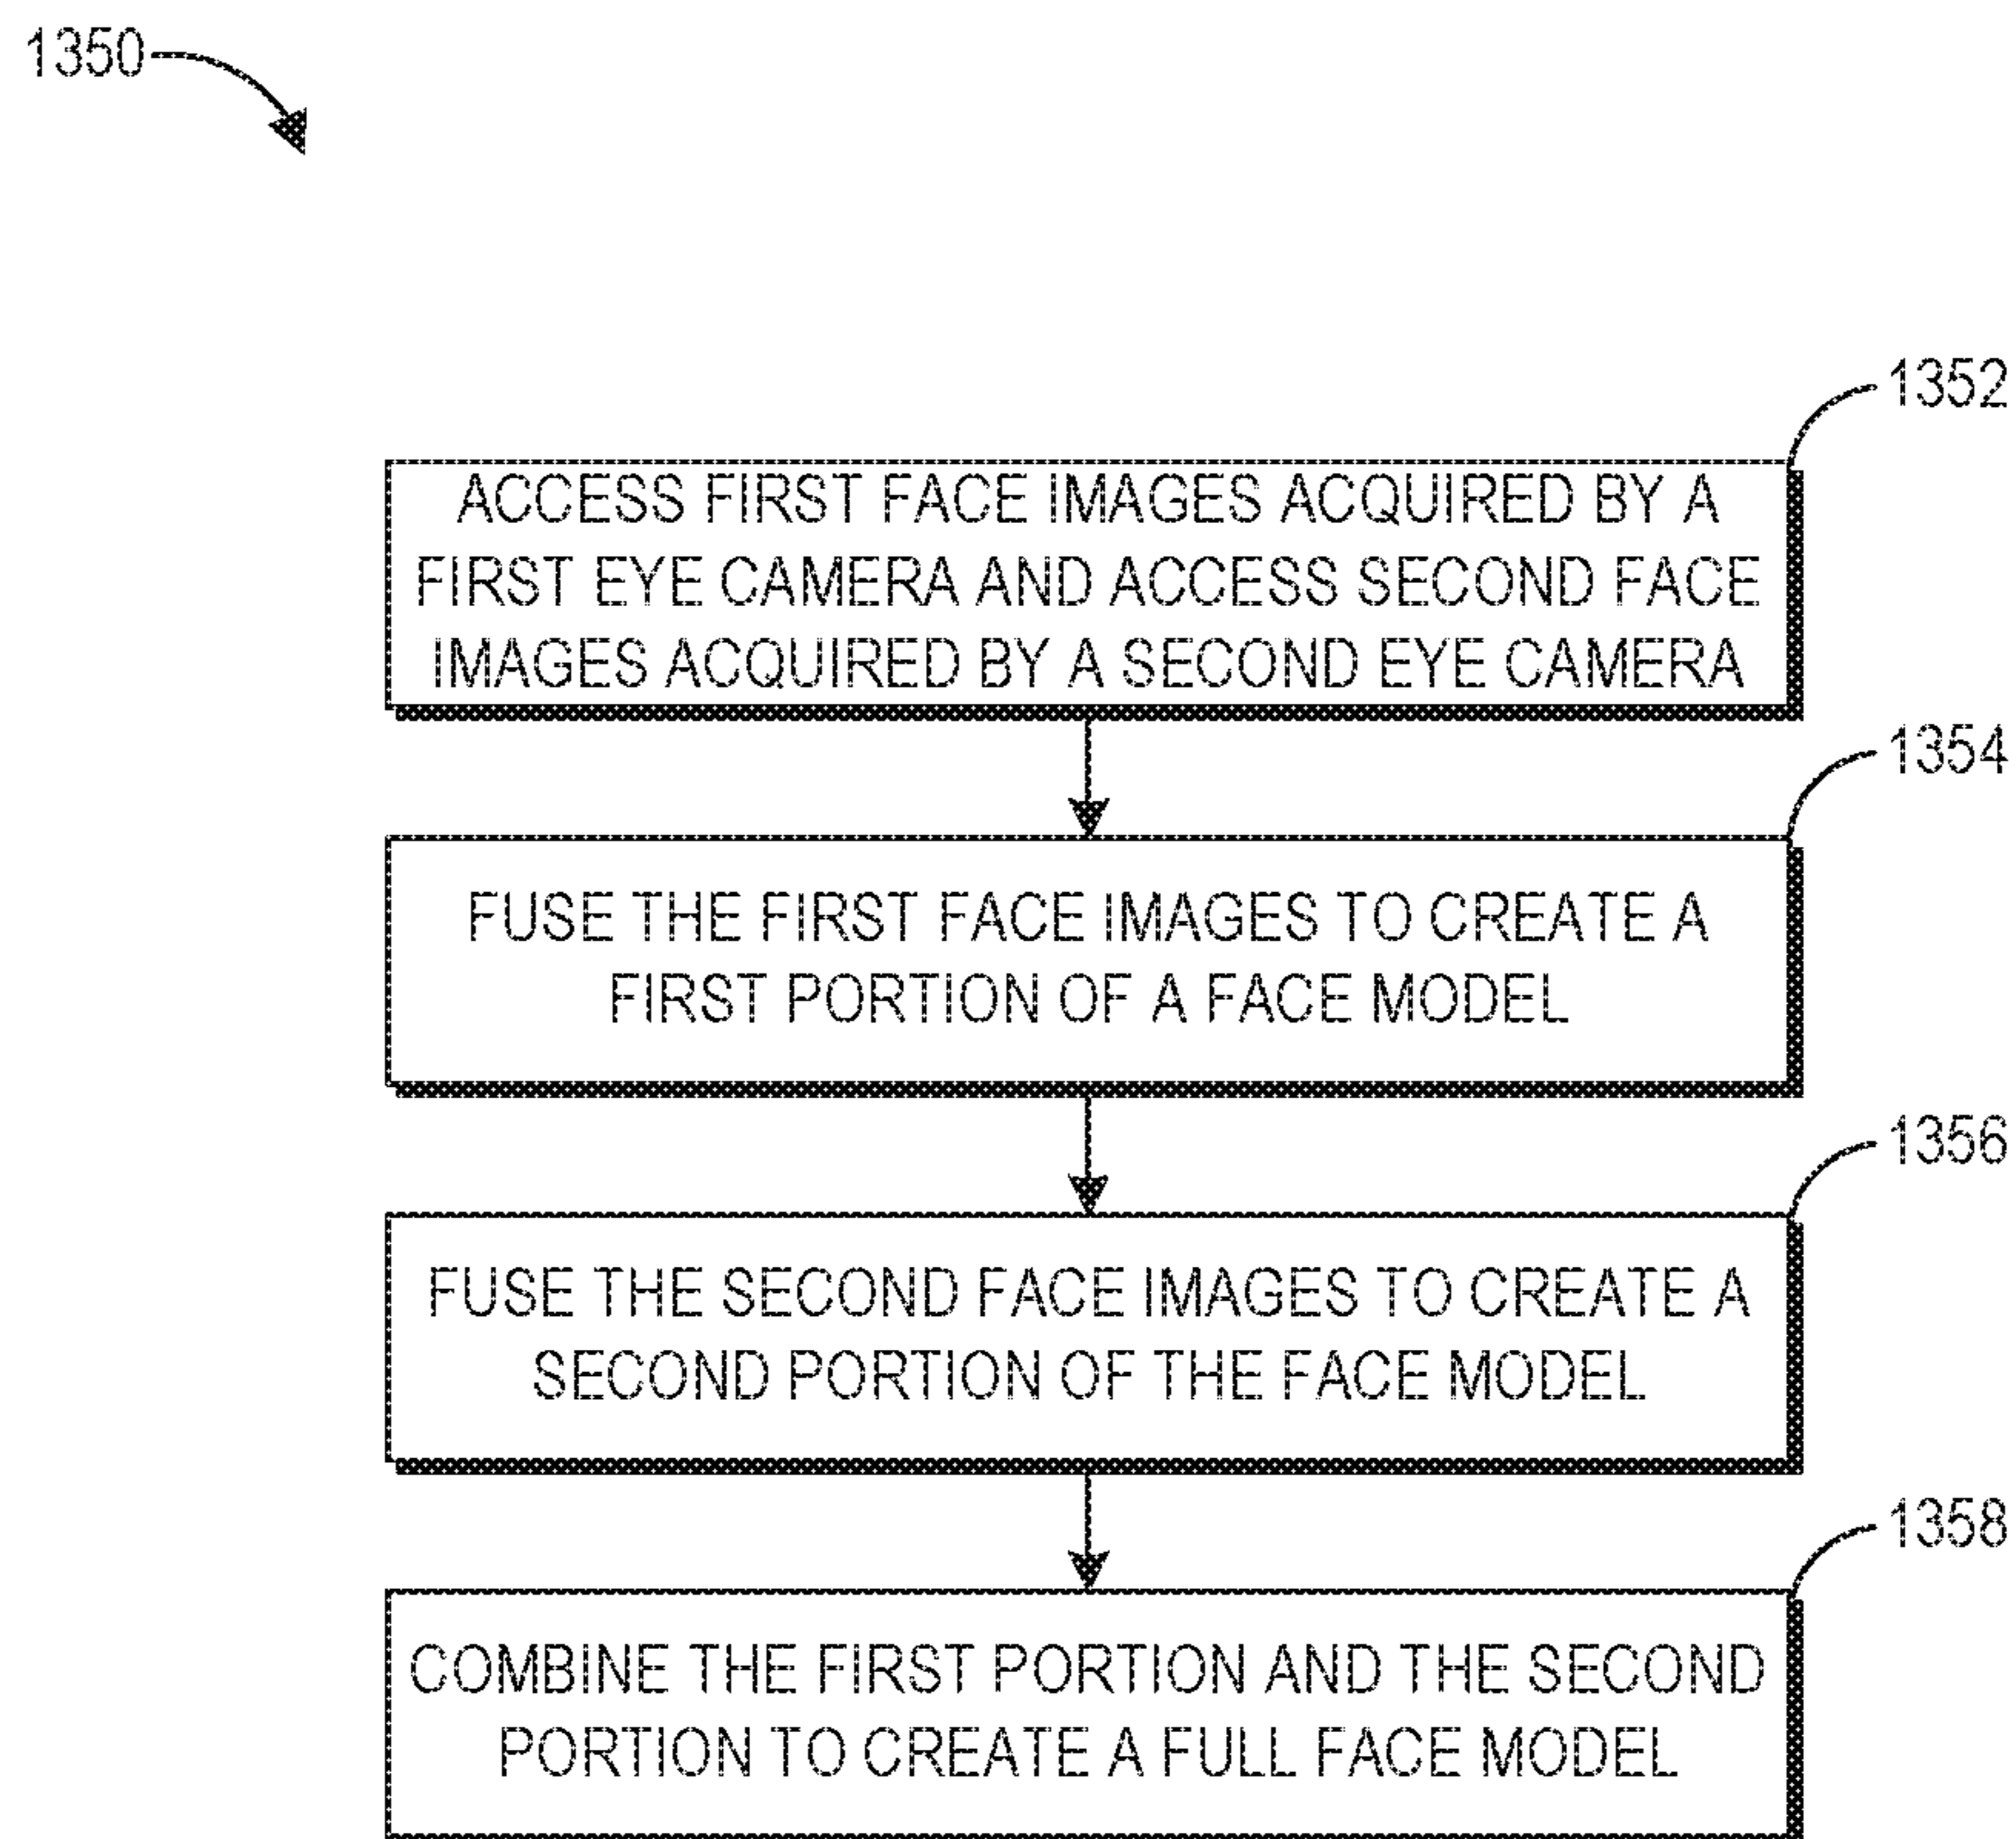 1350
1352
ACCESS FIRST FACE IMAGES ACQUIRED BY A
FIRST EYE CAMERA AND ACCESS SECOND FACE
IMAGES ACQUIRED BY A SECOND EYE CAMERA
1354
FUSE THE FIRST FACE IMAGES TO CREATE A
FIRST PORTION OF A FACE MODEL
1356
FUSE THE SECOND FACE IMAGES TO CREATE A
SECOND PORTION OF THE FACE MODEL
1358
COMBINE THE FIRST PORTION AND THE SECOND
PORTION TO CREATE A FULL FACE MODEL